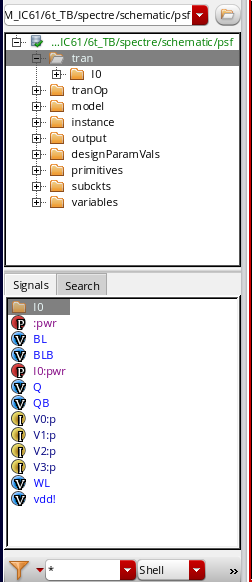 M_IC61/6t_TB/spectre/schematic/psf
...IC61/6t_TB/spectre/schematic/psf
tran
I0
tranOp
model
instance
output
designParamVals
primitives
subckts
variables
Signals Search
I0
:pwr
BL
BLB
I0:pwr
Q
QB
V0:p
V1:p
V2:p
V3:p
WL
vdd!
* Shell »